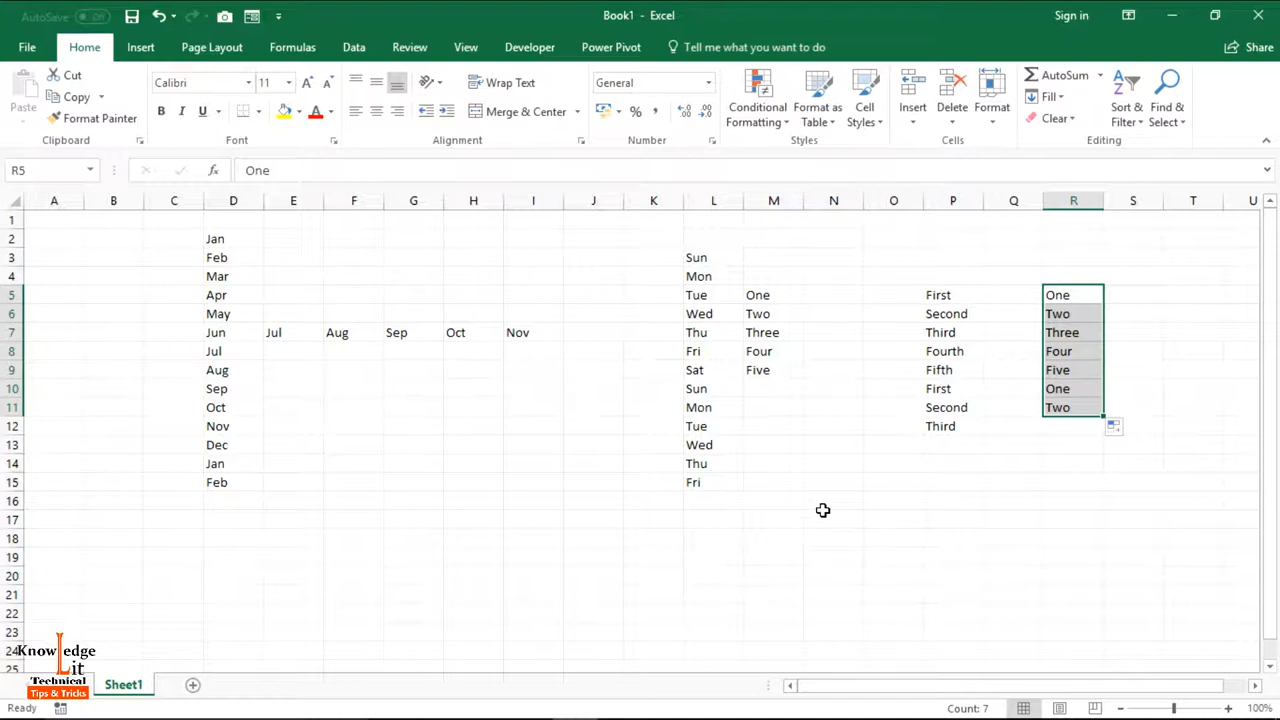 AutoSave Off Book1 - Excel Sign in
File Home Insert Page Layout Formulas Data Review View Developer Power Pivot Tell me what you want to do Share
Paste Cut Calibri 11 Wrap Text General Conditional Formatting Format as Table Cell Styles Insert Delete Format AutoSum Sort & Filter Find & Select
Copy Fill
Format Painter B I U Merge & Center % , Clear
Clipboard Font Alignment Number Styles Cells Editing
R5 fx One
A B C D E F G H I J K L M N O P Q R S T U
1
2 Jan
3 Feb Sun
4 Mar Mon
5 Apr Tue One First One
6 May Wed Two Second Two
7 Jun Jul Aug Sep Oct Nov Thu Three Third Three
8 Jul Fri Four Fourth Four
9 Aug Sat Five Fifth Five
10 Sep Sun First One
11 Oct Mon Second Two
12 Nov Tue Third
13 Dec Wed
14 Jan Thu
15 Feb Fri
16
17
18
19
20
21
22
23
24
25
Knowledge
Lit
Technical
Tips & Tricks
Sheet1
Ready Count: 7 100%